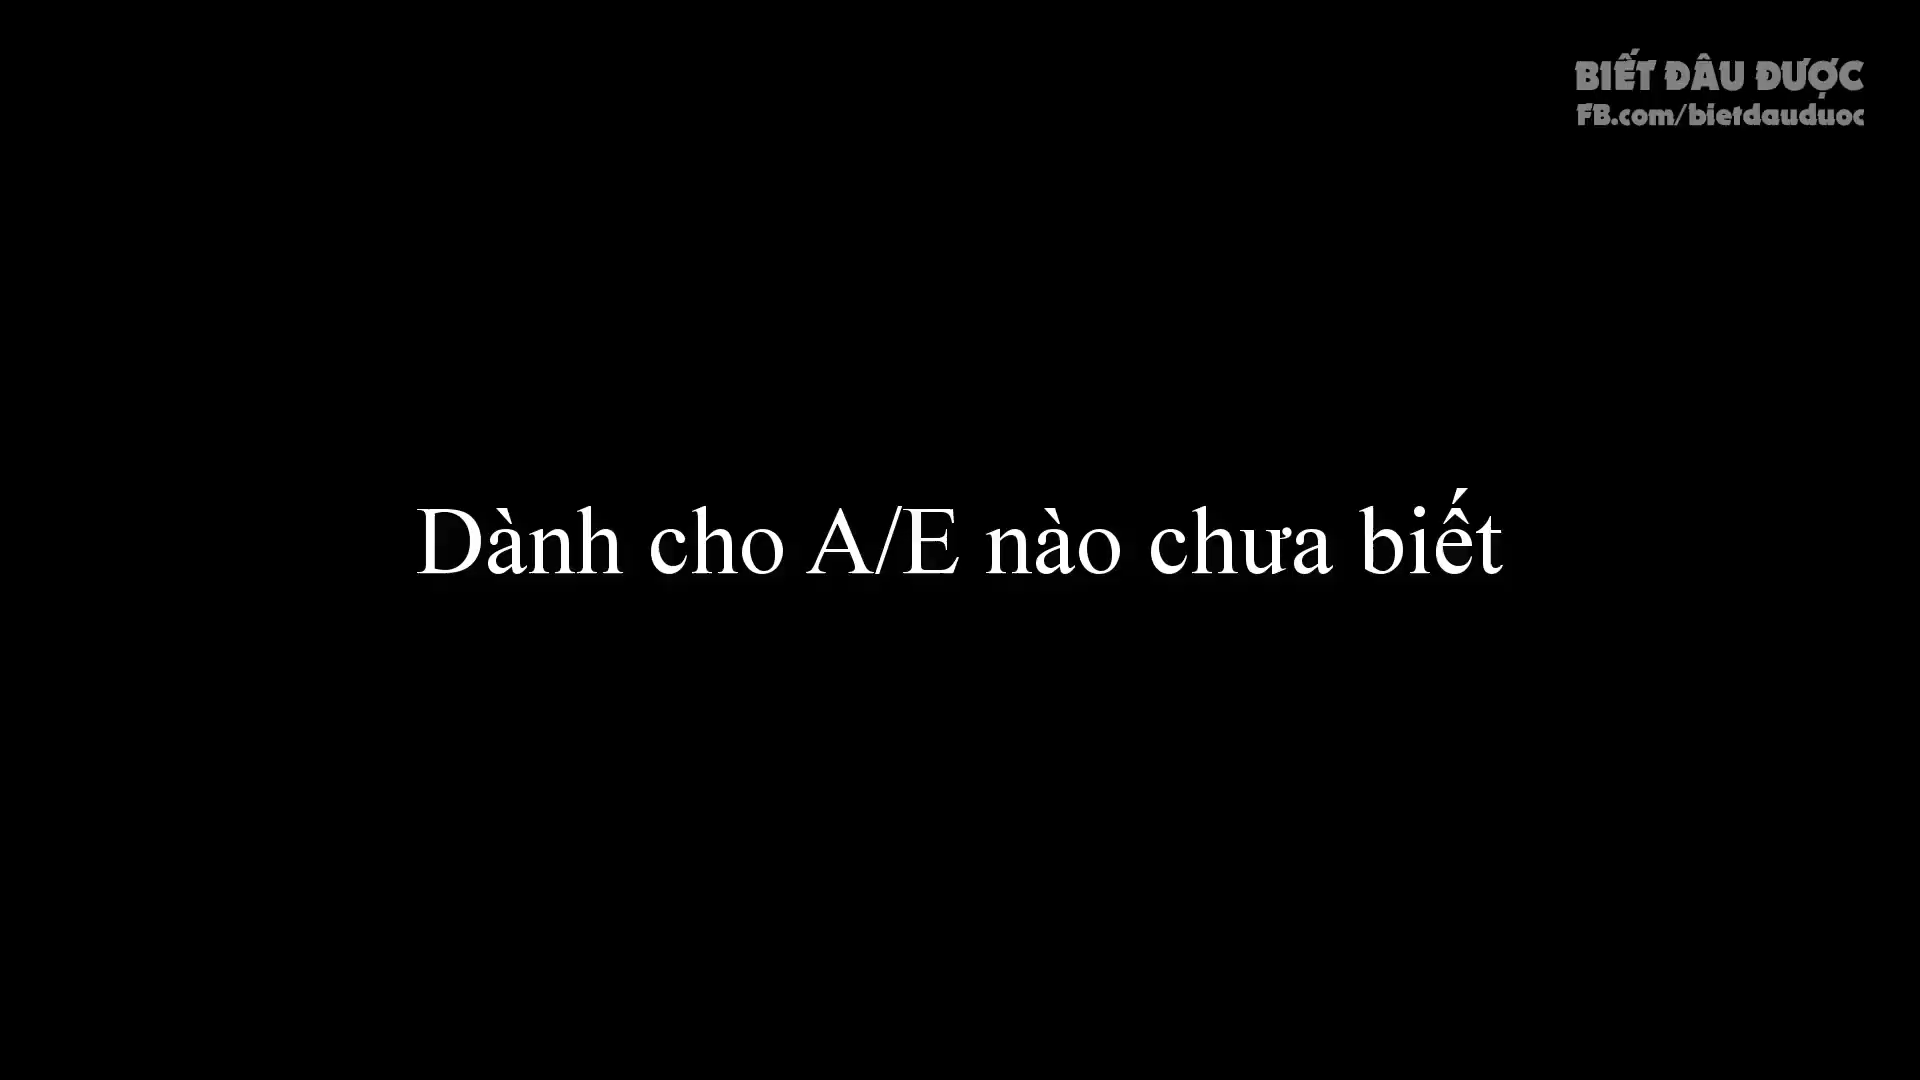 BIẾT ĐÂU ĐƯỢC
FB.com/bietdauduoc
Dành cho A/E nào chưa biết